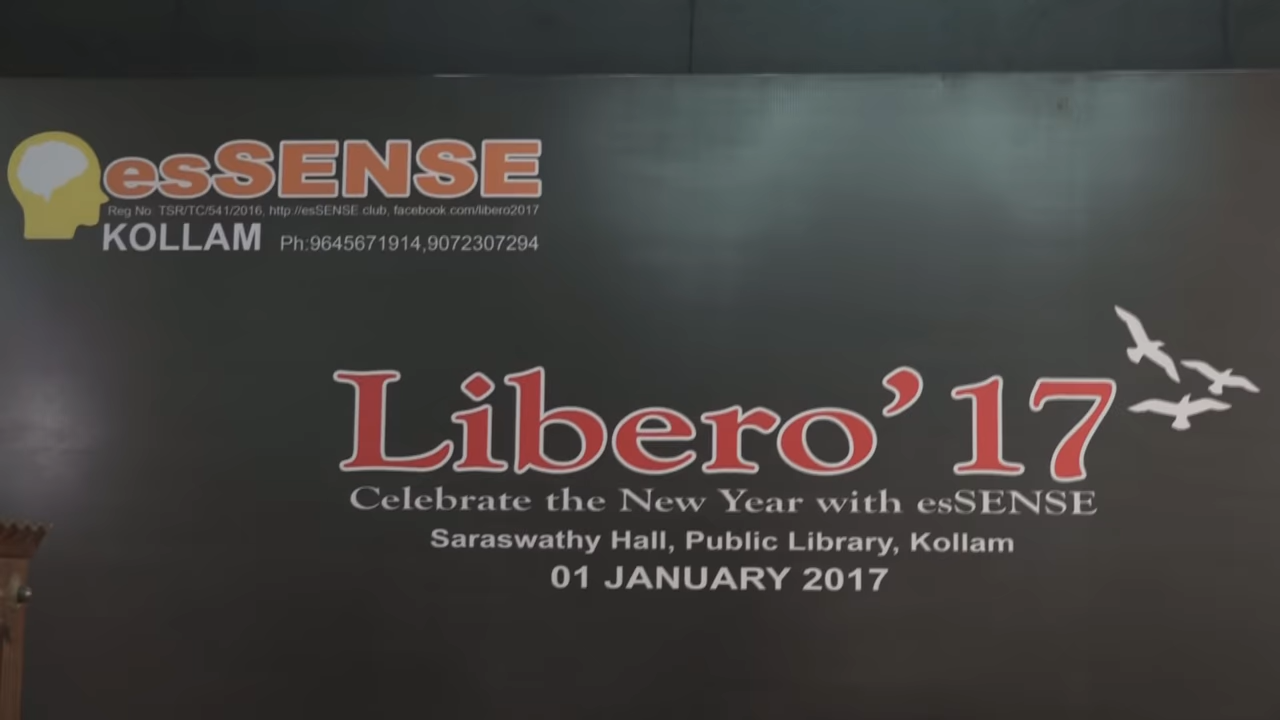 esSENSE
Reg No: TSR/TC/541/2016, http://esSENSE club, facebook.com/libero2017
KOLLAM Ph:9645671914,9072307294
Libero’17
Celebrate the New Year with esSENSE
Saraswathy Hall, Public Library, Kollam
01 JANUARY 2017